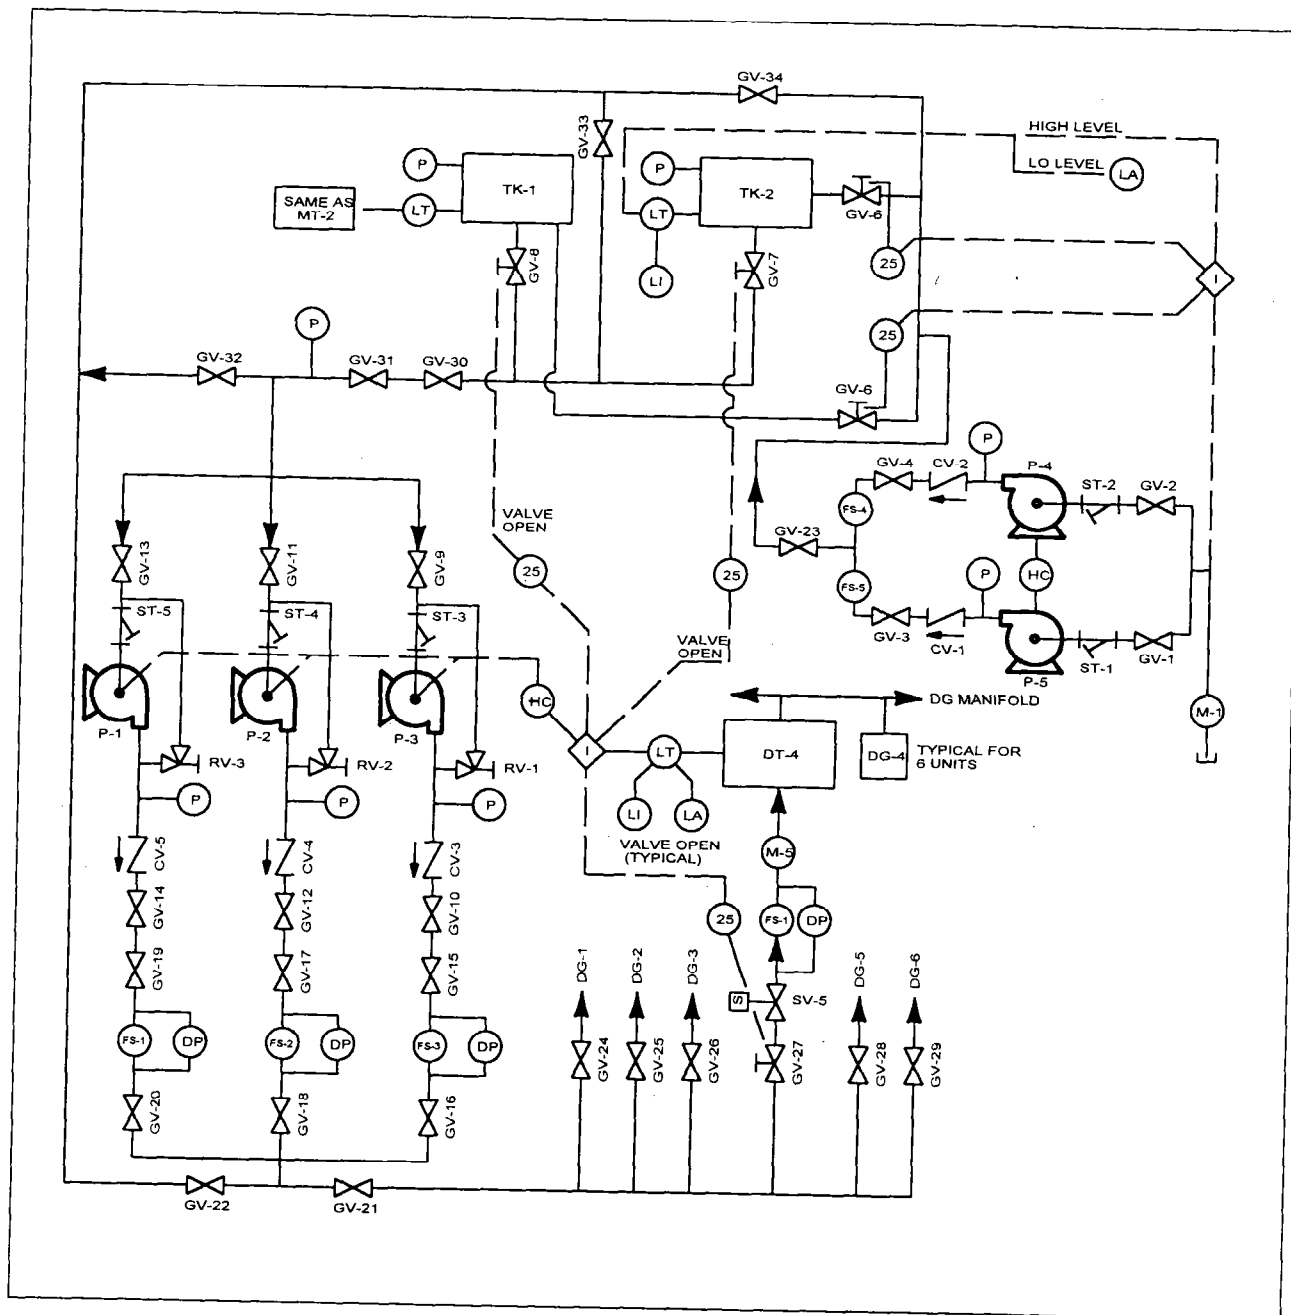 GV-34
GV-33
HIGH LEVEL
LO LEVEL
LA
P
TK-1
P
TK-2
SAME AS
MT-2
LT
LT
GV-6
GV-8
LI
GV-7
25
I
P
25
GV-32
GV-31
GV-30
GV-6
P
GV-4
CV-2
P-4
ST-2
GV-2
VALVE
OPEN
FS-4
GV-23
GV-13
GV-11
GV-9
25
25
FS-5
P
HC
ST-5
ST-4
ST-3
GV-3
CV-1
VALVE
OPEN
ST-1
GV-1
P-5
HC
DG MANIFOLD
M-1
P-1
P-2
P-3
I
LT
DT-4
DG-4
TYPICAL FOR
6 UNITS
RV-3
RV-2
RV-1
P
P
P
LI
LA
VALVE OPEN
(TYPICAL)
M-5
CV-5
CV-4
CV-3
GV-14
GV-12
GV-10
25
FS-1
DP
GV-19
GV-17
GV-15
DG-1
DG-2
DG-3
DG-5
DG-6
S
SV-5
FS-1
DP
FS-2
DP
FS-3
DP
GV-24
GV-25
GV-26
GV-27
GV-28
GV-29
GV-20
GV-18
GV-16
GV-22
GV-21